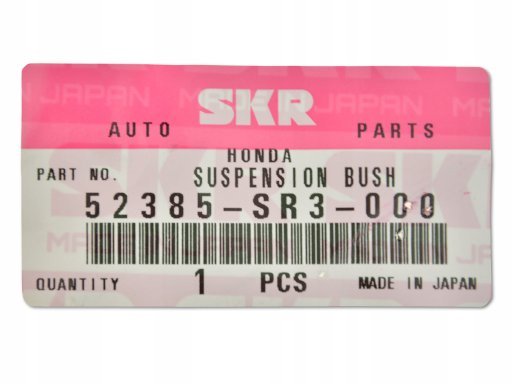 SKR
AUTO PARTS
HONDA
PART NO. SUSPENSION BUSH
52385-SR3-000
QUANTITY 1 PCS MADE IN JAPAN